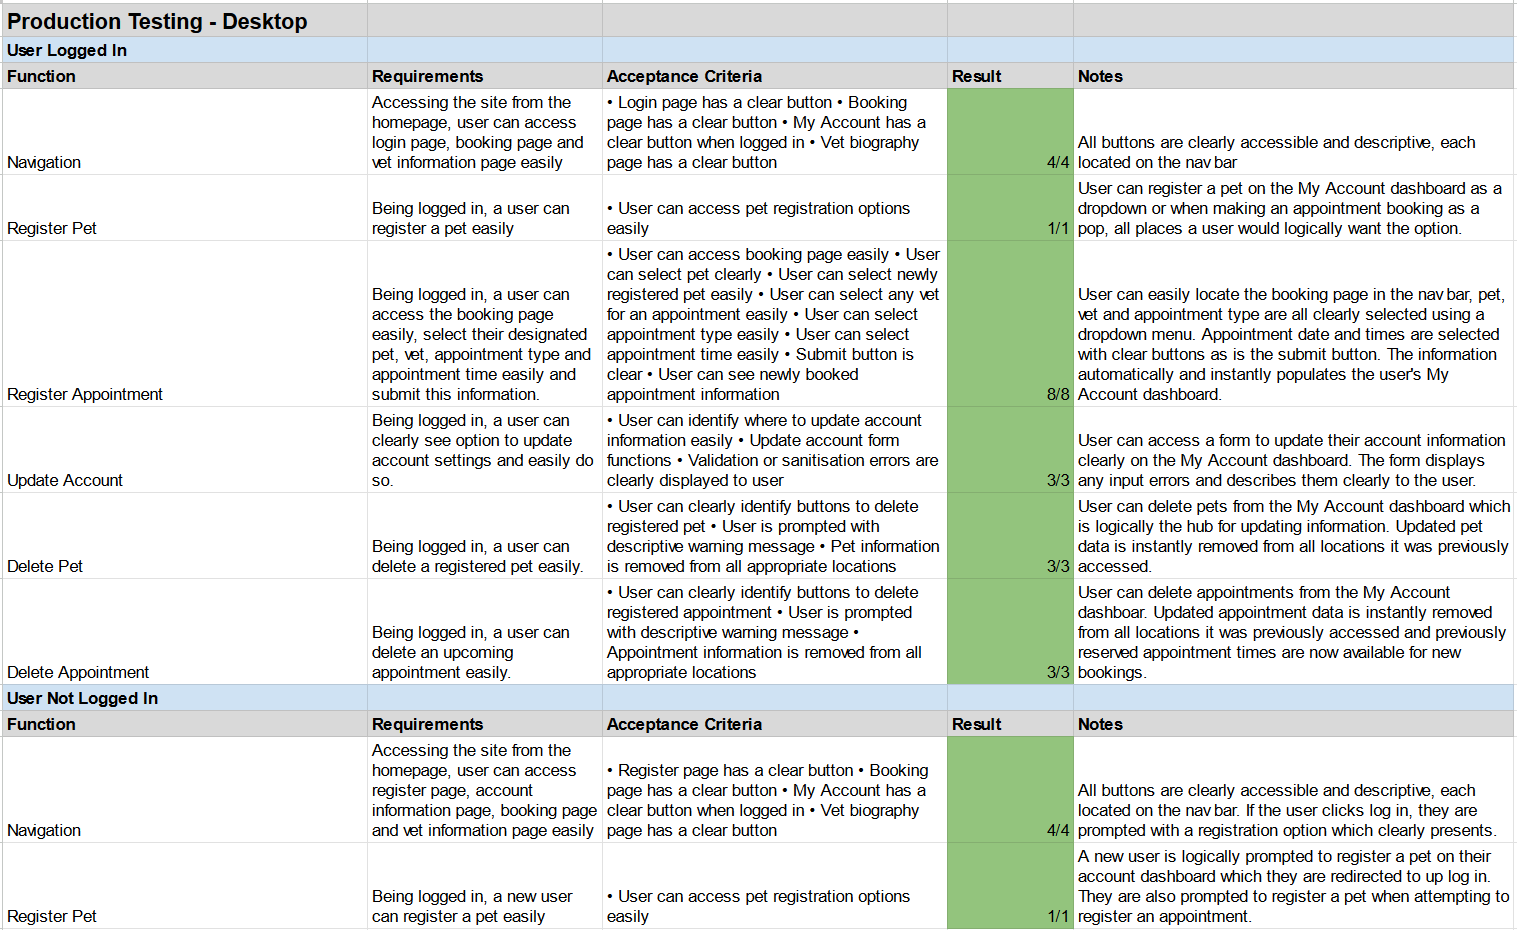 Production Testing - Desktop
User Logged In
Function Requirements Acceptance Criteria Result Notes
Navigation
Accessing the site from the
homepage, user can access
login page, booking page and
vet information page easily
• Login page has a clear button • Booking
page has a clear button • My Account has a
clear button when logged in • Vet biography
page has a clear button
4/4
All buttons are clearly accessible and descriptive, each
located on the nav bar
Register Pet
Being logged in, a user can
register a pet easily
• User can access pet registration options
easily
1/1
User can register a pet on the My Account dashboard as a
dropdown or when making an appointment booking as a
pop, all places a user would logically want the option.
Register Appointment
Being logged in, a user can
access the booking page
easily, select their designated
pet, vet, appointment type and
appointment time easily and
submit this information.
• User can access booking page easily • User
can select pet clearly • User can select newly
registered pet easily • User can select any vet
for an appointment easily • User can select
appointment type easily • User can select
appointment time easily • Submit button is
clear • User can see newly booked
appointment information
8/8
User can easily locate the booking page in the nav bar, pet,
vet and appointment type are all clearly selected using a
dropdown menu. Appointment date and times are selected
with clear buttons as is the submit button. The information
automatically and instantly populates the user's My
Account dashboard.
Update Account
Being logged in, a user can
clearly see option to update
account settings and easily do
so.
• User can identify where to update account
information easily • Update account form
functions • Validation or sanitisation errors are
clearly displayed to user
3/3
User can access a form to update their account information
clearly on the My Account dashboard. The form displays
any input errors and describes them clearly to the user.
Delete Pet
Being logged in, a user can
delete a registered pet easily.
• User can clearly identify buttons to delete
registered pet • User is prompted with
descriptive warning message • Pet information
is removed from all appropriate locations
3/3
User can delete pets from the My Account dashboard which
is logically the hub for updating information. Updated pet
data is instantly removed from all locations it was previously
accessed.
Delete Appointment
Being logged in, a user can
delete an upcoming
appointment easily.
• User can clearly identify buttons to delete
registered appointment • User is prompted
with descriptive warning message •
Appointment information is removed from all
appropriate locations
3/3
User can delete appointments from the My Account
dashboar. Updated appointment data is instantly removed
from all locations it was previously accessed and previously
reserved appointment times are now available for new
bookings.
User Not Logged In
Function Requirements Acceptance Criteria Result Notes
Navigation
Accessing the site from the
homepage, user can access
register page, account
information page, booking page
and vet information page easily
• Register page has a clear button • Booking
page has a clear button • My Account has a
clear button when logged in • Vet biography
page has a clear button
4/4
All buttons are clearly accessible and descriptive, each
located on the nav bar. If the user clicks log in, they are
prompted with a registration option which clearly presents.
Register Pet
Being logged in, a new user
can register a pet easily
• User can access pet registration options
easily
1/1
A new user is logically prompted to register a pet on their
account dashboard which they are redirected to up log in.
They are also prompted to register a pet when attempting to
register an appointment.